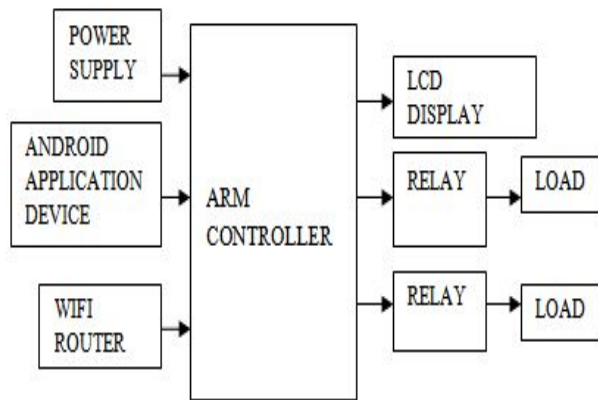 POWER
SUPPLY
ANDROID
APPLICATION
DEVICE
WIFI
ROUTER
ARM
CONTROLLER
LCD
DISPLAY
RELAY
LOAD
RELAY
LOAD